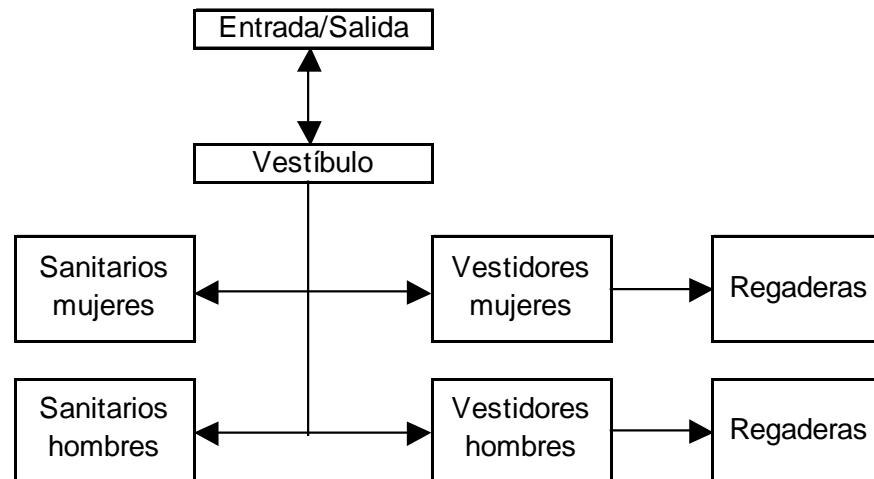 Entrada/Salida
Vestíbulo
Sanitarios
mujeres
Vestidores
mujeres
Regaderas
Sanitarios
hombres
Vestidores
hombres
Regaderas